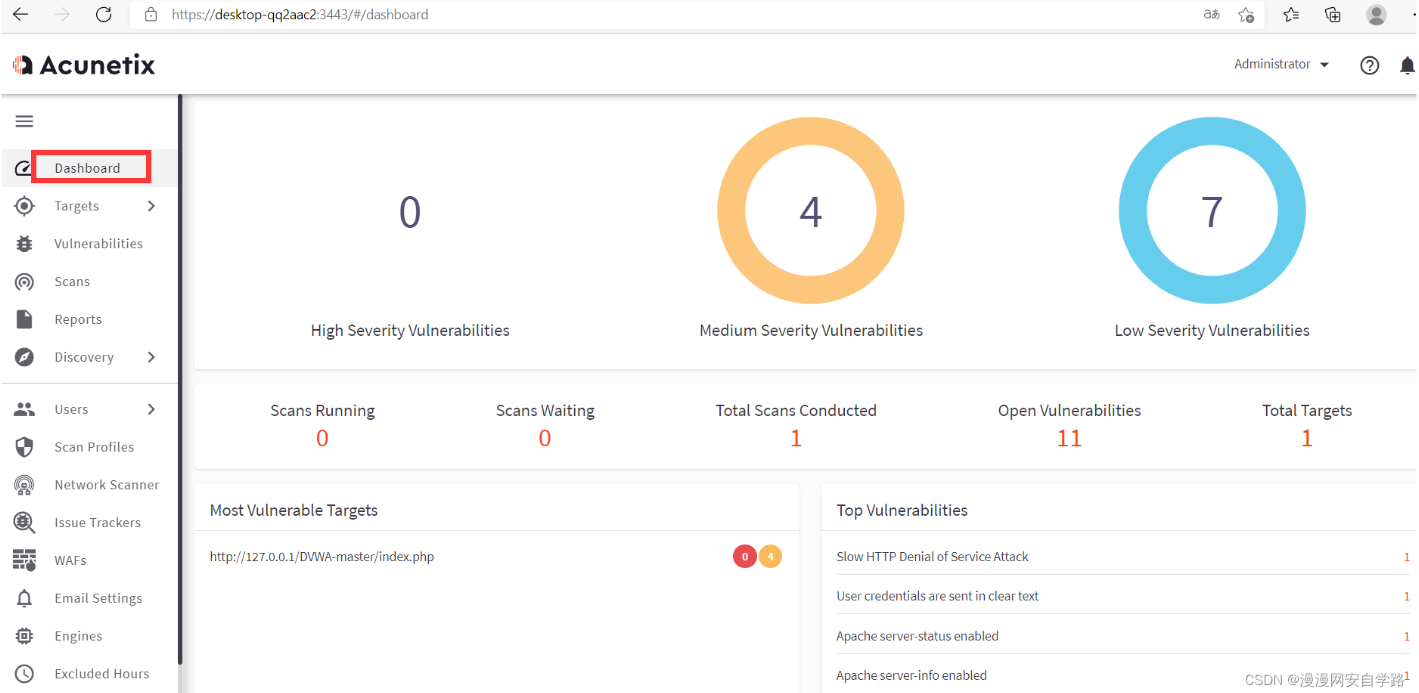 https://desktop-qq2aac2:3443/#/dashboard
Acunetix
Administrator
Dashboard
Targets
Vulnerabilities
Scans
Reports
Discovery
Users
Scan Profiles
Network Scanner
Issue Trackers
WAFs
Email Settings
Engines
Excluded Hours
0
4
7
High Severity Vulnerabilities
Medium Severity Vulnerabilities
Low Severity Vulnerabilities
Scans Running
0
Scans Waiting
0
Total Scans Conducted
1
Open Vulnerabilities
11
Total Targets
1
Most Vulnerable Targets
http://127.0.0.1/DVWA-master/index.php 0 4
Top Vulnerabilities
Slow HTTP Denial of Service Attack 1
User credentials are sent in clear text 1
Apache server-status enabled 1
Apache server-info enabled 1
CSDN @漫漫网安自学路